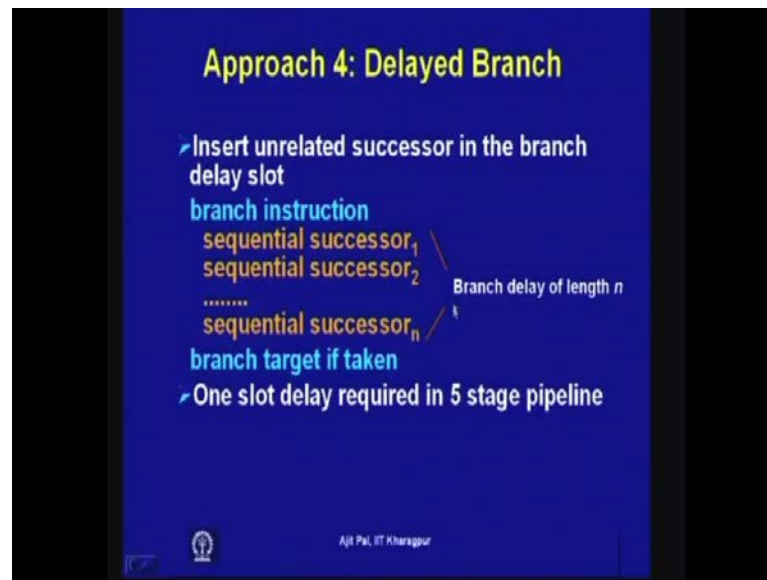 Approach 4: Delayed Branch
➢Insert unrelated successor in the branch
delay slot
branch instruction
sequential successor₁
sequential successor₂
........
Branch delay of length n
sequential successorₙ
branch target if taken
➢One slot delay required in 5 stage pipeline
Ajit Pal, IIT Kharagpur